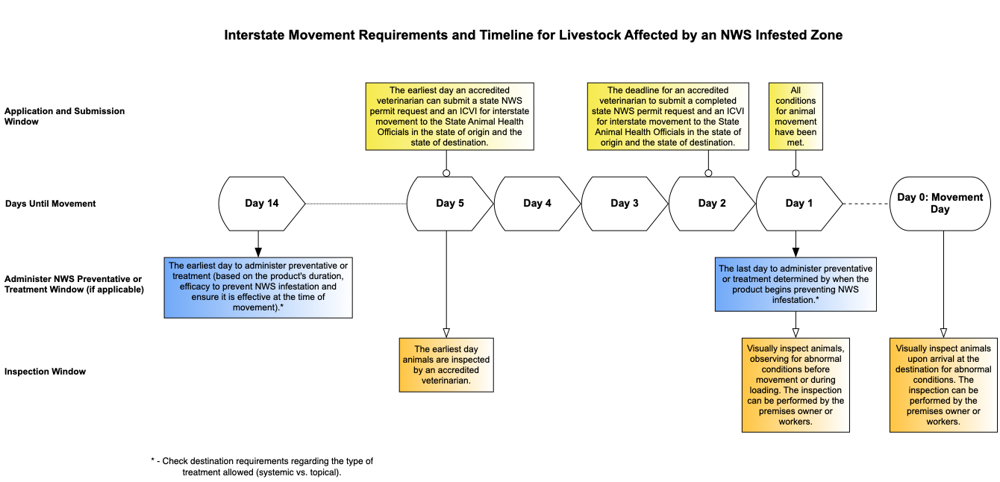 Interstate Movement Requirements and Timeline for Livestock Affected by an NWS Infested Zone
Application and Submission
Window
The earliest day an accredited
veterinarian can submit a state NWS
permit request and an ICVI for interstate
movement to the State Animal Health
Officials in the state of origin and the
state of destination.
The deadline for an accredited
veterinarian to submit a completed
state NWS permit request and an ICVI
for interstate movement to the State
Animal Health Officials in the state of
origin and the state of destination.
All
conditions
for animal
movement
have been
met.
Days Until Movement
Day 14
Day 5
Day 4
Day 3
Day 2
Day 1
Day 0: Movement
Day
Administer NWS Preventative or
Treatment Window (if applicable)
The earliest day to administer preventative or
treatment (based on the product's duration,
efficacy to prevent NWS infestation and
ensure it is effective at the time of
movement).*
The last day to administer preventative
or treatment determined by when the
product begins preventing NWS
infestation.*
Inspection Window
The earliest day
animals are inspected
by an accredited
veterinarian.
Visually inspect animals,
observing for abnormal
conditions before
movement or during
loading. The inspection
can be performed by the
premises owner or
workers.
Visually inspect animals
upon arrival at the
destination for abnormal
conditions. The
inspection can be
performed by the
premises owner or
workers.
* - Check destination requirements regarding the type of
treatment allowed (systemic vs. topical).